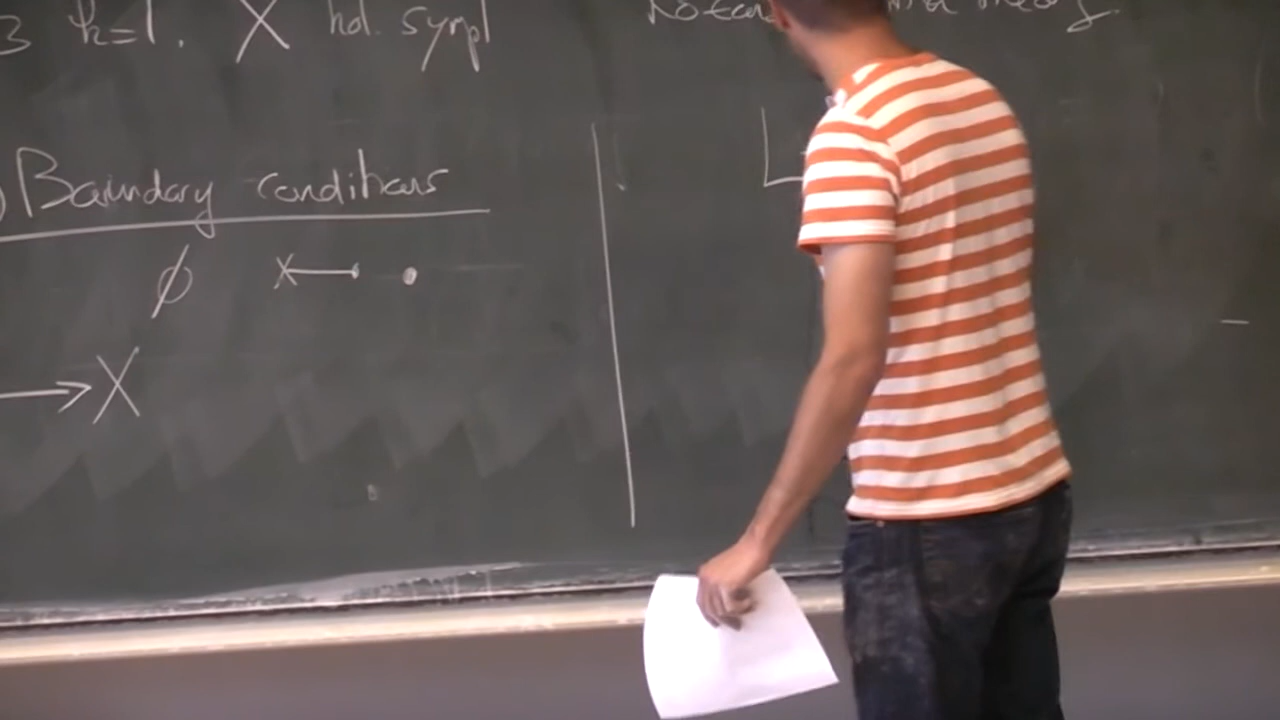 3 k=1. X hol. sympl
Boundary conditions
∅ x—• •
→ X